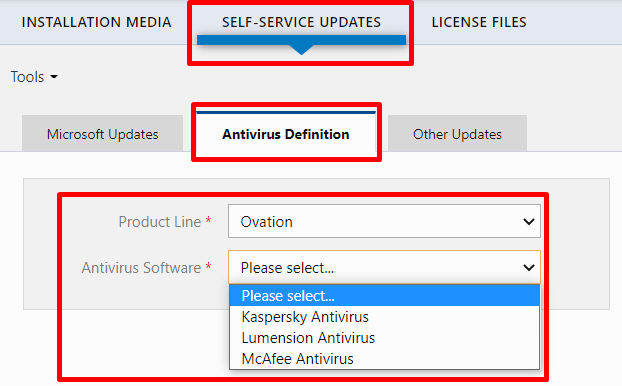 INSTALLATION MEDIA SELF-SERVICE UPDATES LICENSE FILES
Tools
Microsoft Updates Antivirus Definition Other Updates
Product Line * Ovation
Antivirus Software * Please select...
Please select...
Kaspersky Antivirus
Lumension Antivirus
McAfee Antivirus